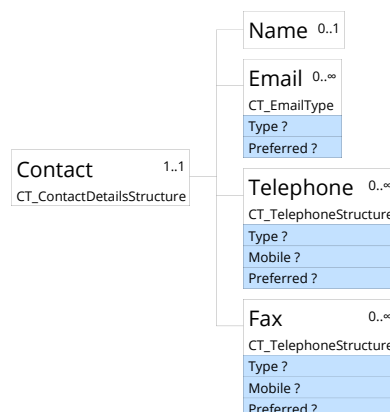 Name 0..1
Email 0..∞
CT_EmailType
Type ?
Preferred ?
Contact 1..1
CT_ContactDetailsStructure
Telephone 0..∞
CT_TelephoneStructure
Type ?
Mobile ?
Preferred ?
Fax 0..∞
CT_TelephoneStructure
Type ?
Mobile ?
Preferred ?